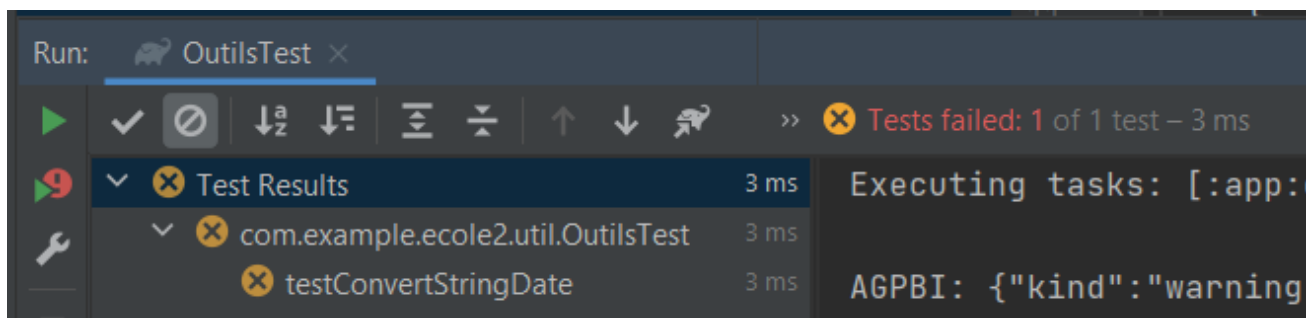 Run: OutilsTest
Tests failed: 1 of 1 test – 3 ms
Test Results 3 ms
com.example.ecole2.util.OutilsTest 3 ms
testConvertStringDate 3 ms
Executing tasks: [:app:
AGPBI: {"kind":"warning